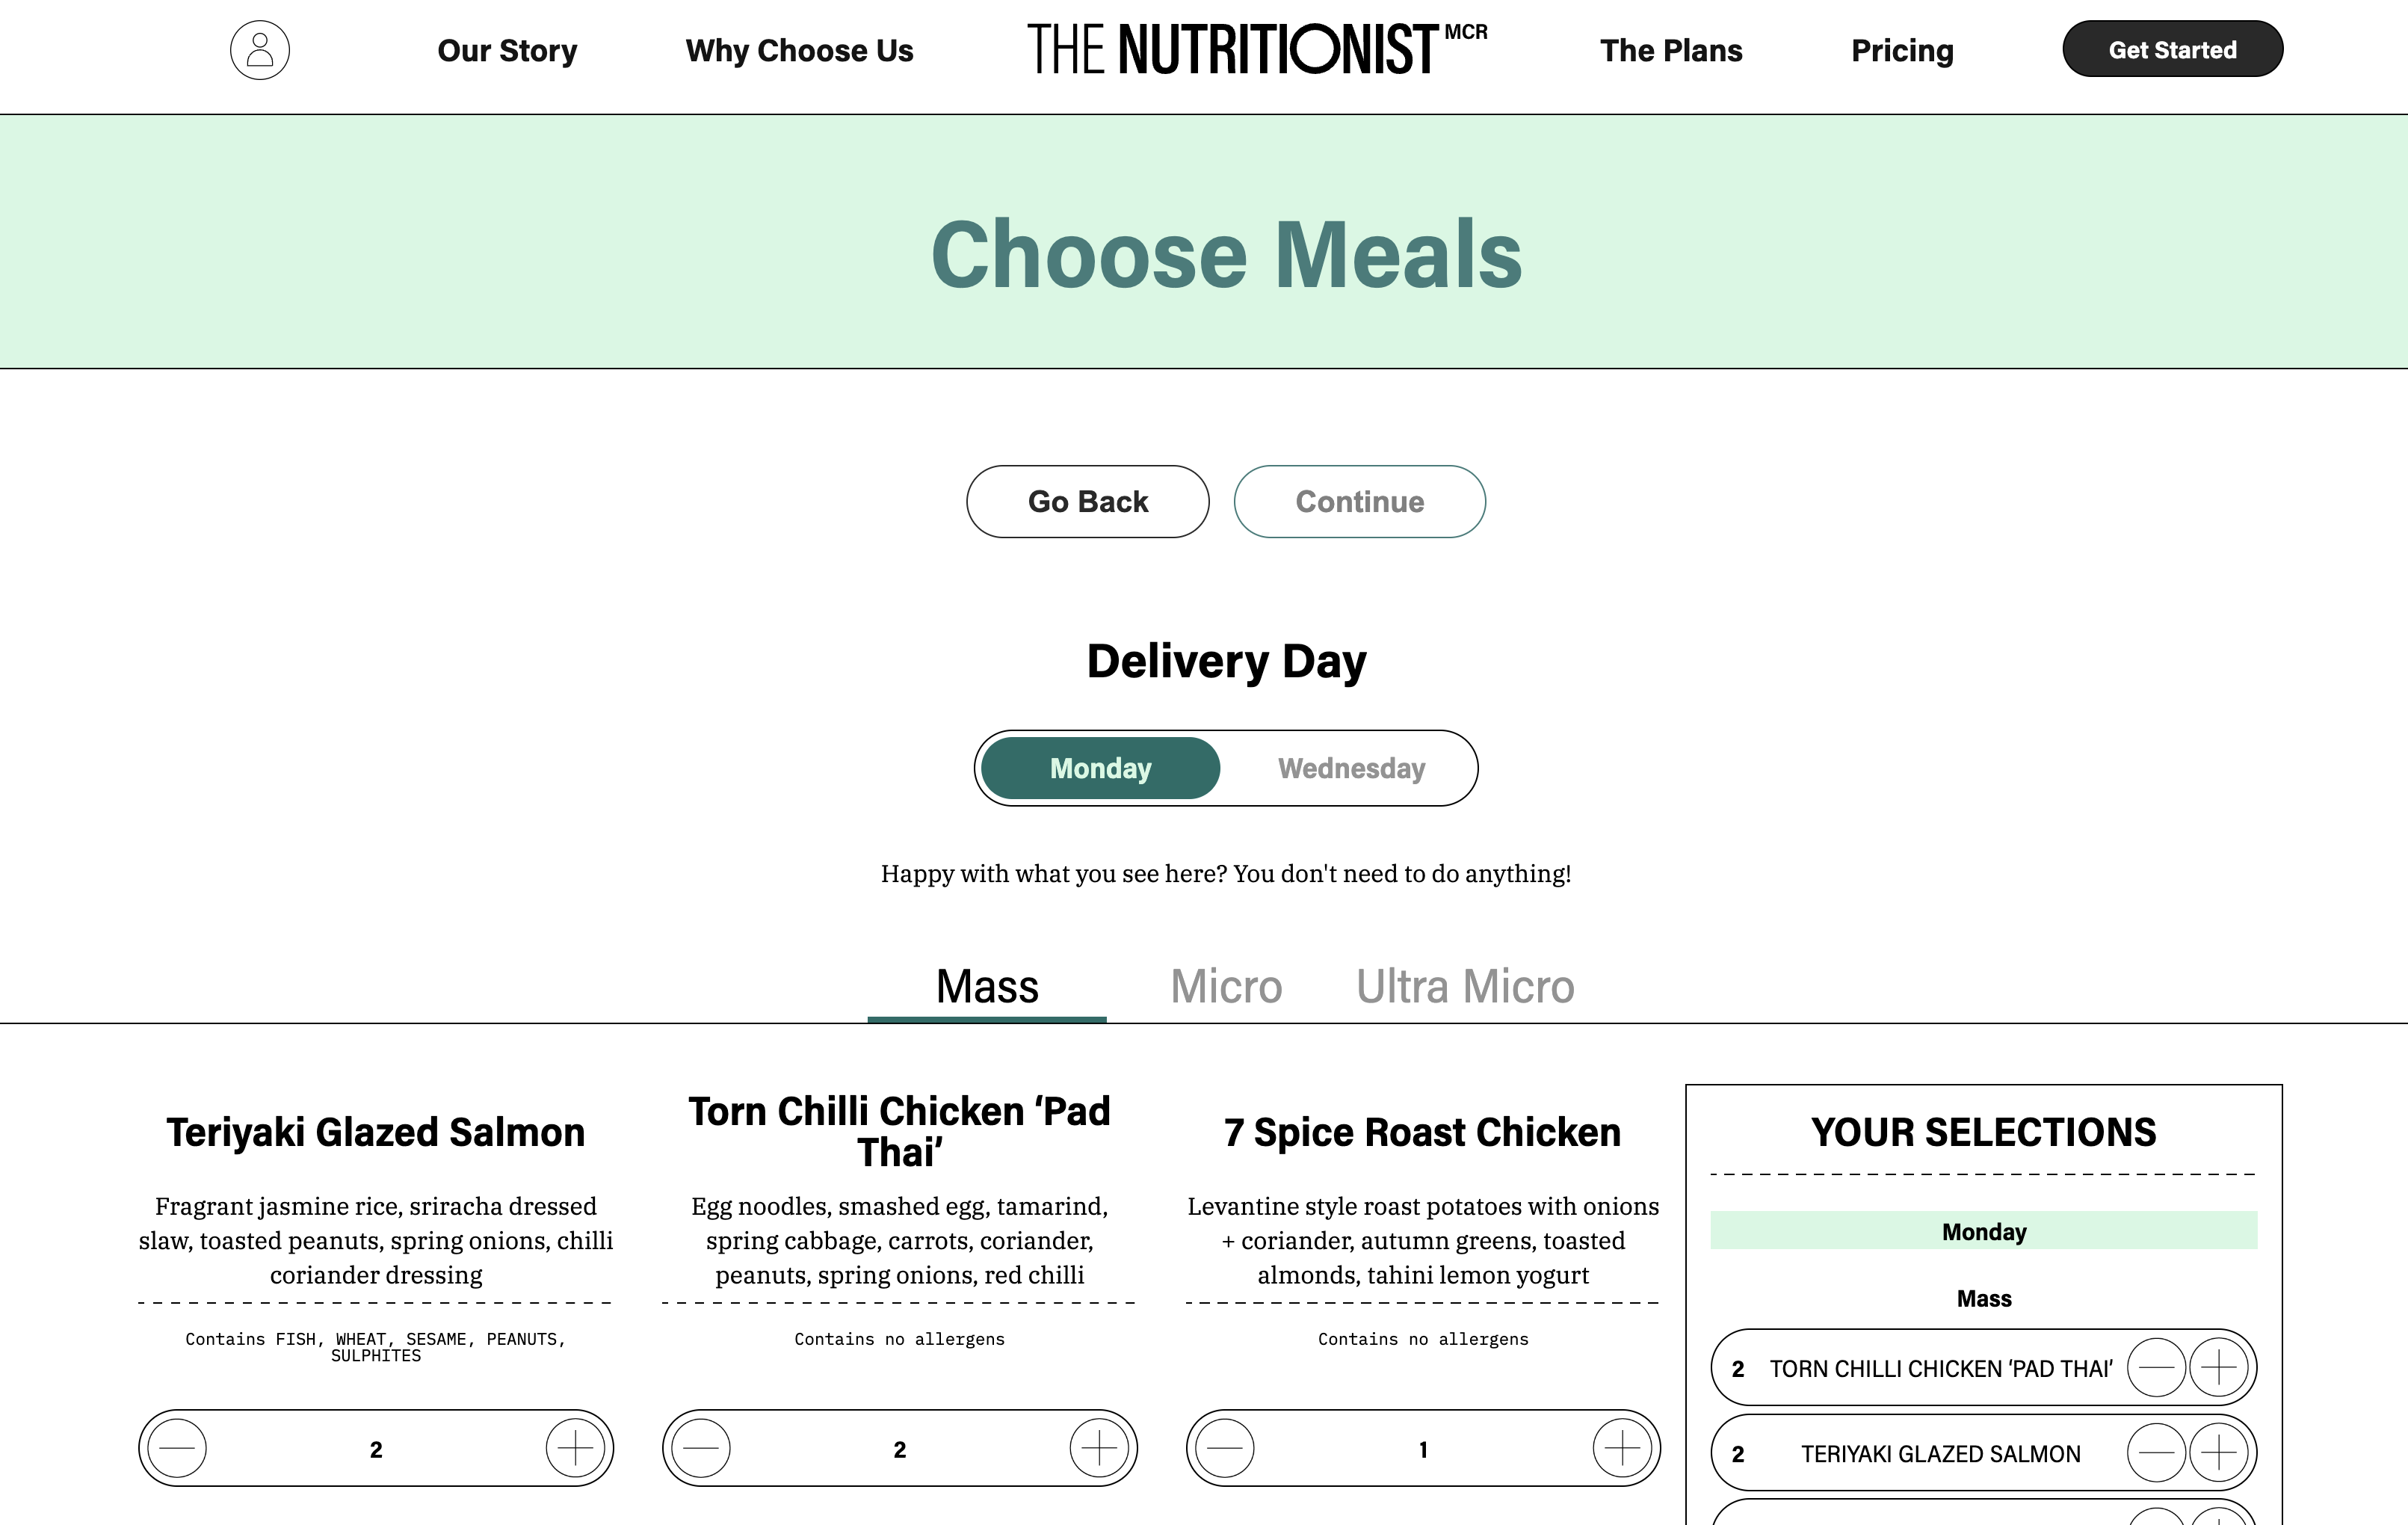 Our Story
Why Choose Us
THE NUTRITIONIST MCR
The Plans
Pricing
Get Started
Choose Meals
Go Back
Continue
Delivery Day
Monday
Wednesday
Happy with what you see here? You don't need to do anything!
Mass
Micro
Ultra Micro
Teriyaki Glazed Salmon
Fragrant jasmine rice, sriracha dressed
slaw, toasted peanuts, spring onions, chilli
coriander dressing
Contains FISH, WHEAT, SESAME, PEANUTS,
SULPHITES
2
Torn Chilli Chicken ‘Pad
Thai’
Egg noodles, smashed egg, tamarind,
spring cabbage, carrots, coriander,
peanuts, spring onions, red chilli
Contains no allergens
2
7 Spice Roast Chicken
Levantine style roast potatoes with onions
+ coriander, autumn greens, toasted
almonds, tahini lemon yogurt
Contains no allergens
1
YOUR SELECTIONS
Monday
Mass
2 TORN CHILLI CHICKEN ‘PAD THAI’
2 TERIYAKI GLAZED SALMON